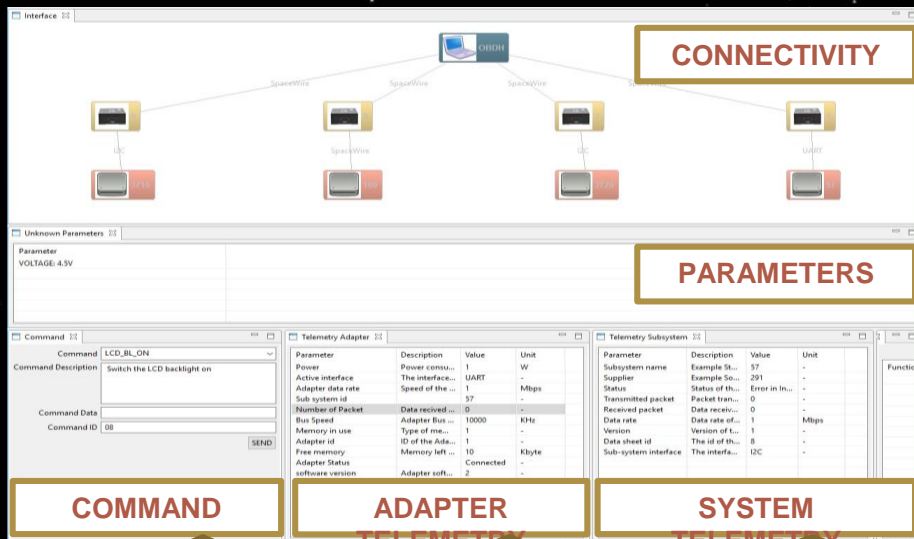 Interface
OBDH
CONNECTIVITY
SpaceWire SpaceWire SpaceWire
I2C SpaceWire I2C UART
57
Unknown Parameters
Parameter
VOLTAGE: 4.5V
PARAMETERS
Command
Command LCD_BL_ON
Command Description Switch the LCD backlight on
Command Data
Command ID 08
SEND
COMMAND
Telemetry Adapter
Parameter Description Value Unit
Power Power consu... 1 W
Active interface The interface... UART -
Adapter data rate Speed of the ... 1 Mbps
Sub system id 57 -
Number of Packet Data recived ... 0 -
Bus Speed Adapter Bus ... 10000 KHz
Memory in use Type of me... 1 -
Adapter id ID of the Ada... 1 -
Free memory Memory left ... 10 Kbyte
Adapter Status Connected -
software version Adapter soft... 2 -
ADAPTER
TELEMETRY
Telemetry Subsystem
Parameter Description Value Unit
Subsystem name Example St... 57 -
Supplier Example So... 291 -
Status Status of th... Error in In... -
Transmitted packet Packet tran... 0 -
Received packet Data receiv... 0 -
Data rate Data rate of... 1 Mbps
Version Version of t... 1 -
Data sheet id The id of th... 8 -
Sub-system interface The interfa... I2C -
SYSTEM
TELEMETRY
Functio